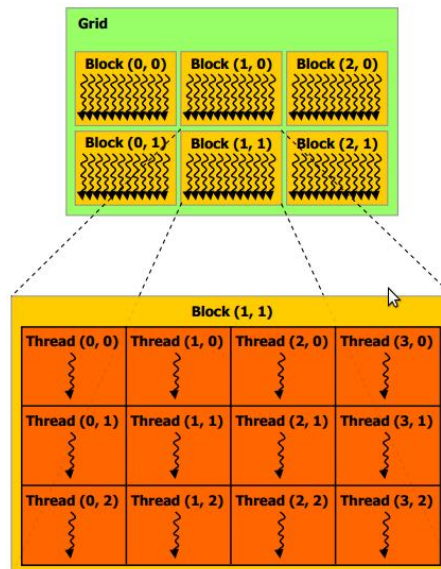 Grid
Block (0, 0) Block (1, 0) Block (2, 0)
Block (0, 1) Block (1, 1) Block (2, 1)
Block (1, 1)
Thread (0, 0) Thread (1, 0) Thread (2, 0) Thread (3, 0)
Thread (0, 1) Thread (1, 1) Thread (2, 1) Thread (3, 1)
Thread (0, 2) Thread (1, 2) Thread (2, 2) Thread (3, 2)